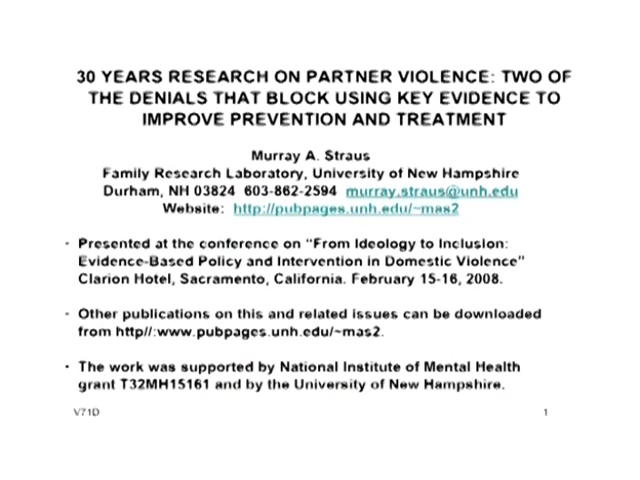 30 YEARS RESEARCH ON PARTNER VIOLENCE: TWO OF
THE DENIALS THAT BLOCK USING KEY EVIDENCE TO
IMPROVE PREVENTION AND TREATMENT
Murray A. Straus
Family Research Laboratory, University of New Hampshire
Durham, NH 03824 603-862-2594 murray.straus@unh.edu
Website: http://pubpages.unh.edu/~mas2
- Presented at the conference on "From Ideology to Inclusion:
Evidence-Based Policy and Intervention in Domestic Violence"
Clarion Hotel, Sacramento, California. February 15-16, 2008.
- Other publications on this and related issues can be downloaded
from http//:www.pubpages.unh.edu/~mas2.
- The work was supported by National Institute of Mental Health
grant T32MH15161 and by the University of New Hampshire.
V71D 1